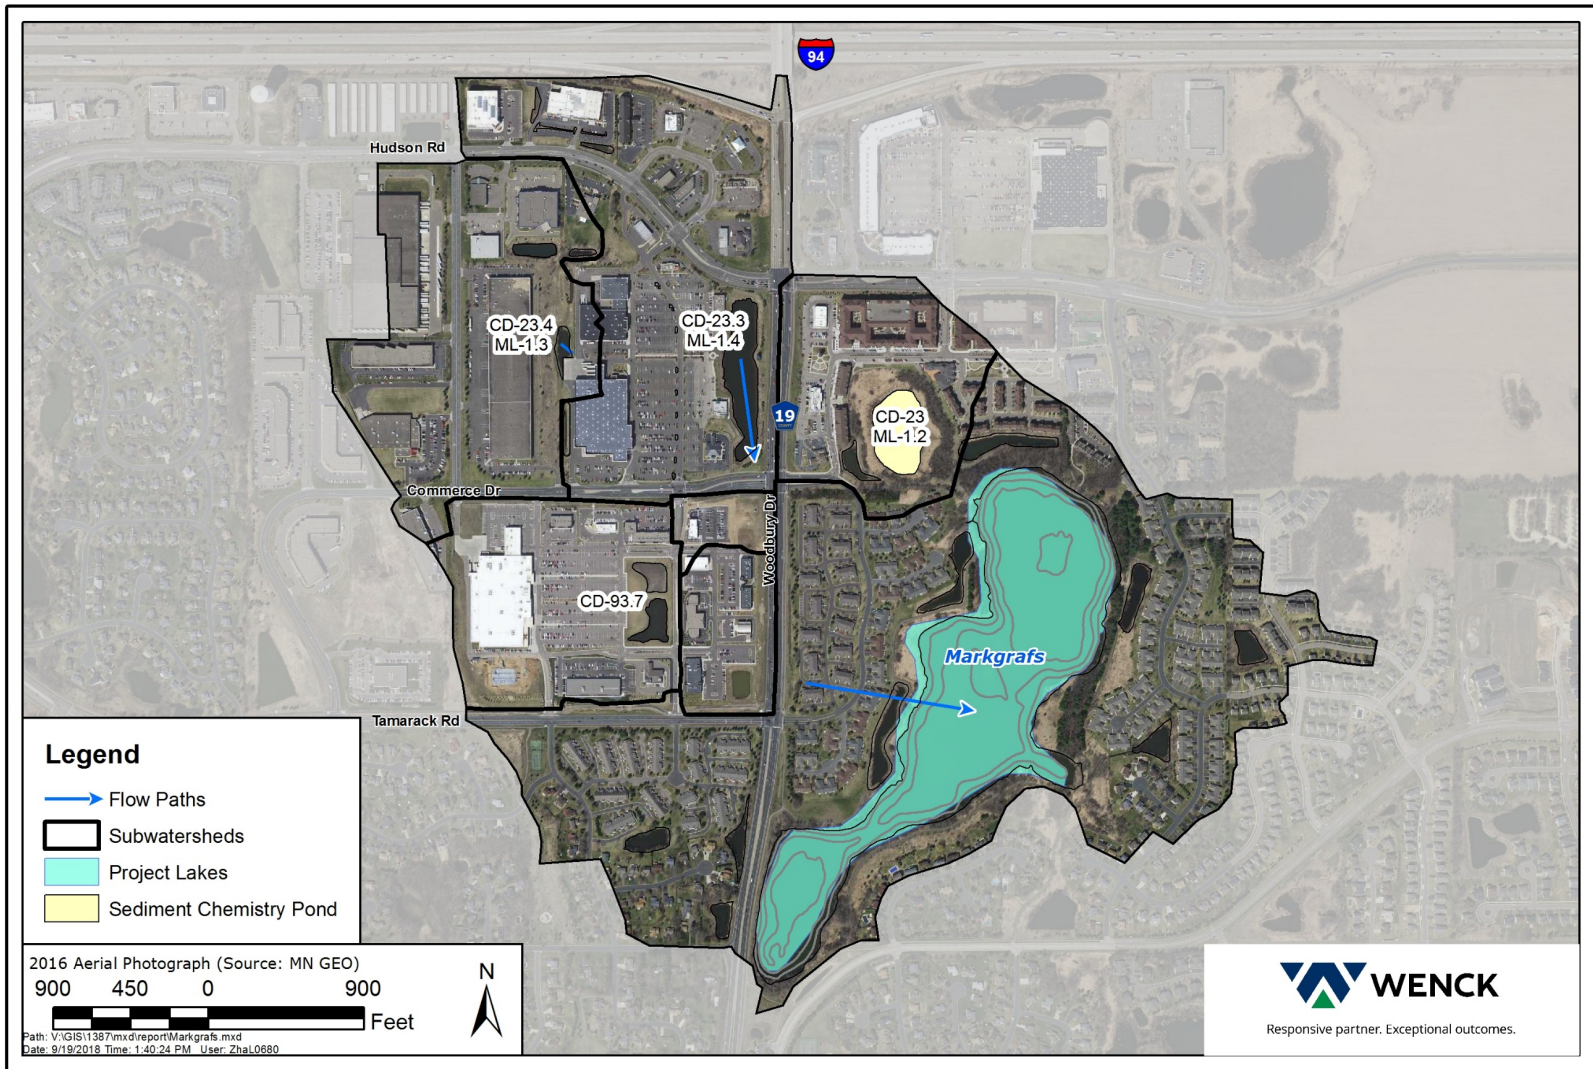 94
Hudson Rd
CD-23.4
ML-1.3
CD-23.3
ML-1.4
19
COUNTY
CD-23
ML-1.2
Commerce Dr
Woodbury Dr
CD-93.7
Markgrafs
Tamarack Rd
Legend
Flow Paths
Subwatersheds
Project Lakes
Sediment Chemistry Pond
2016 Aerial Photograph (Source: MN GEO)
900 450 0 900
Feet
N
Path: V:\GIS\1387\mxd\report\Markgrafs.mxd
Date: 9/19/2018 Time: 1:40:24 PM User: ZhaL0680
WENCK
Responsive partner. Exceptional outcomes.